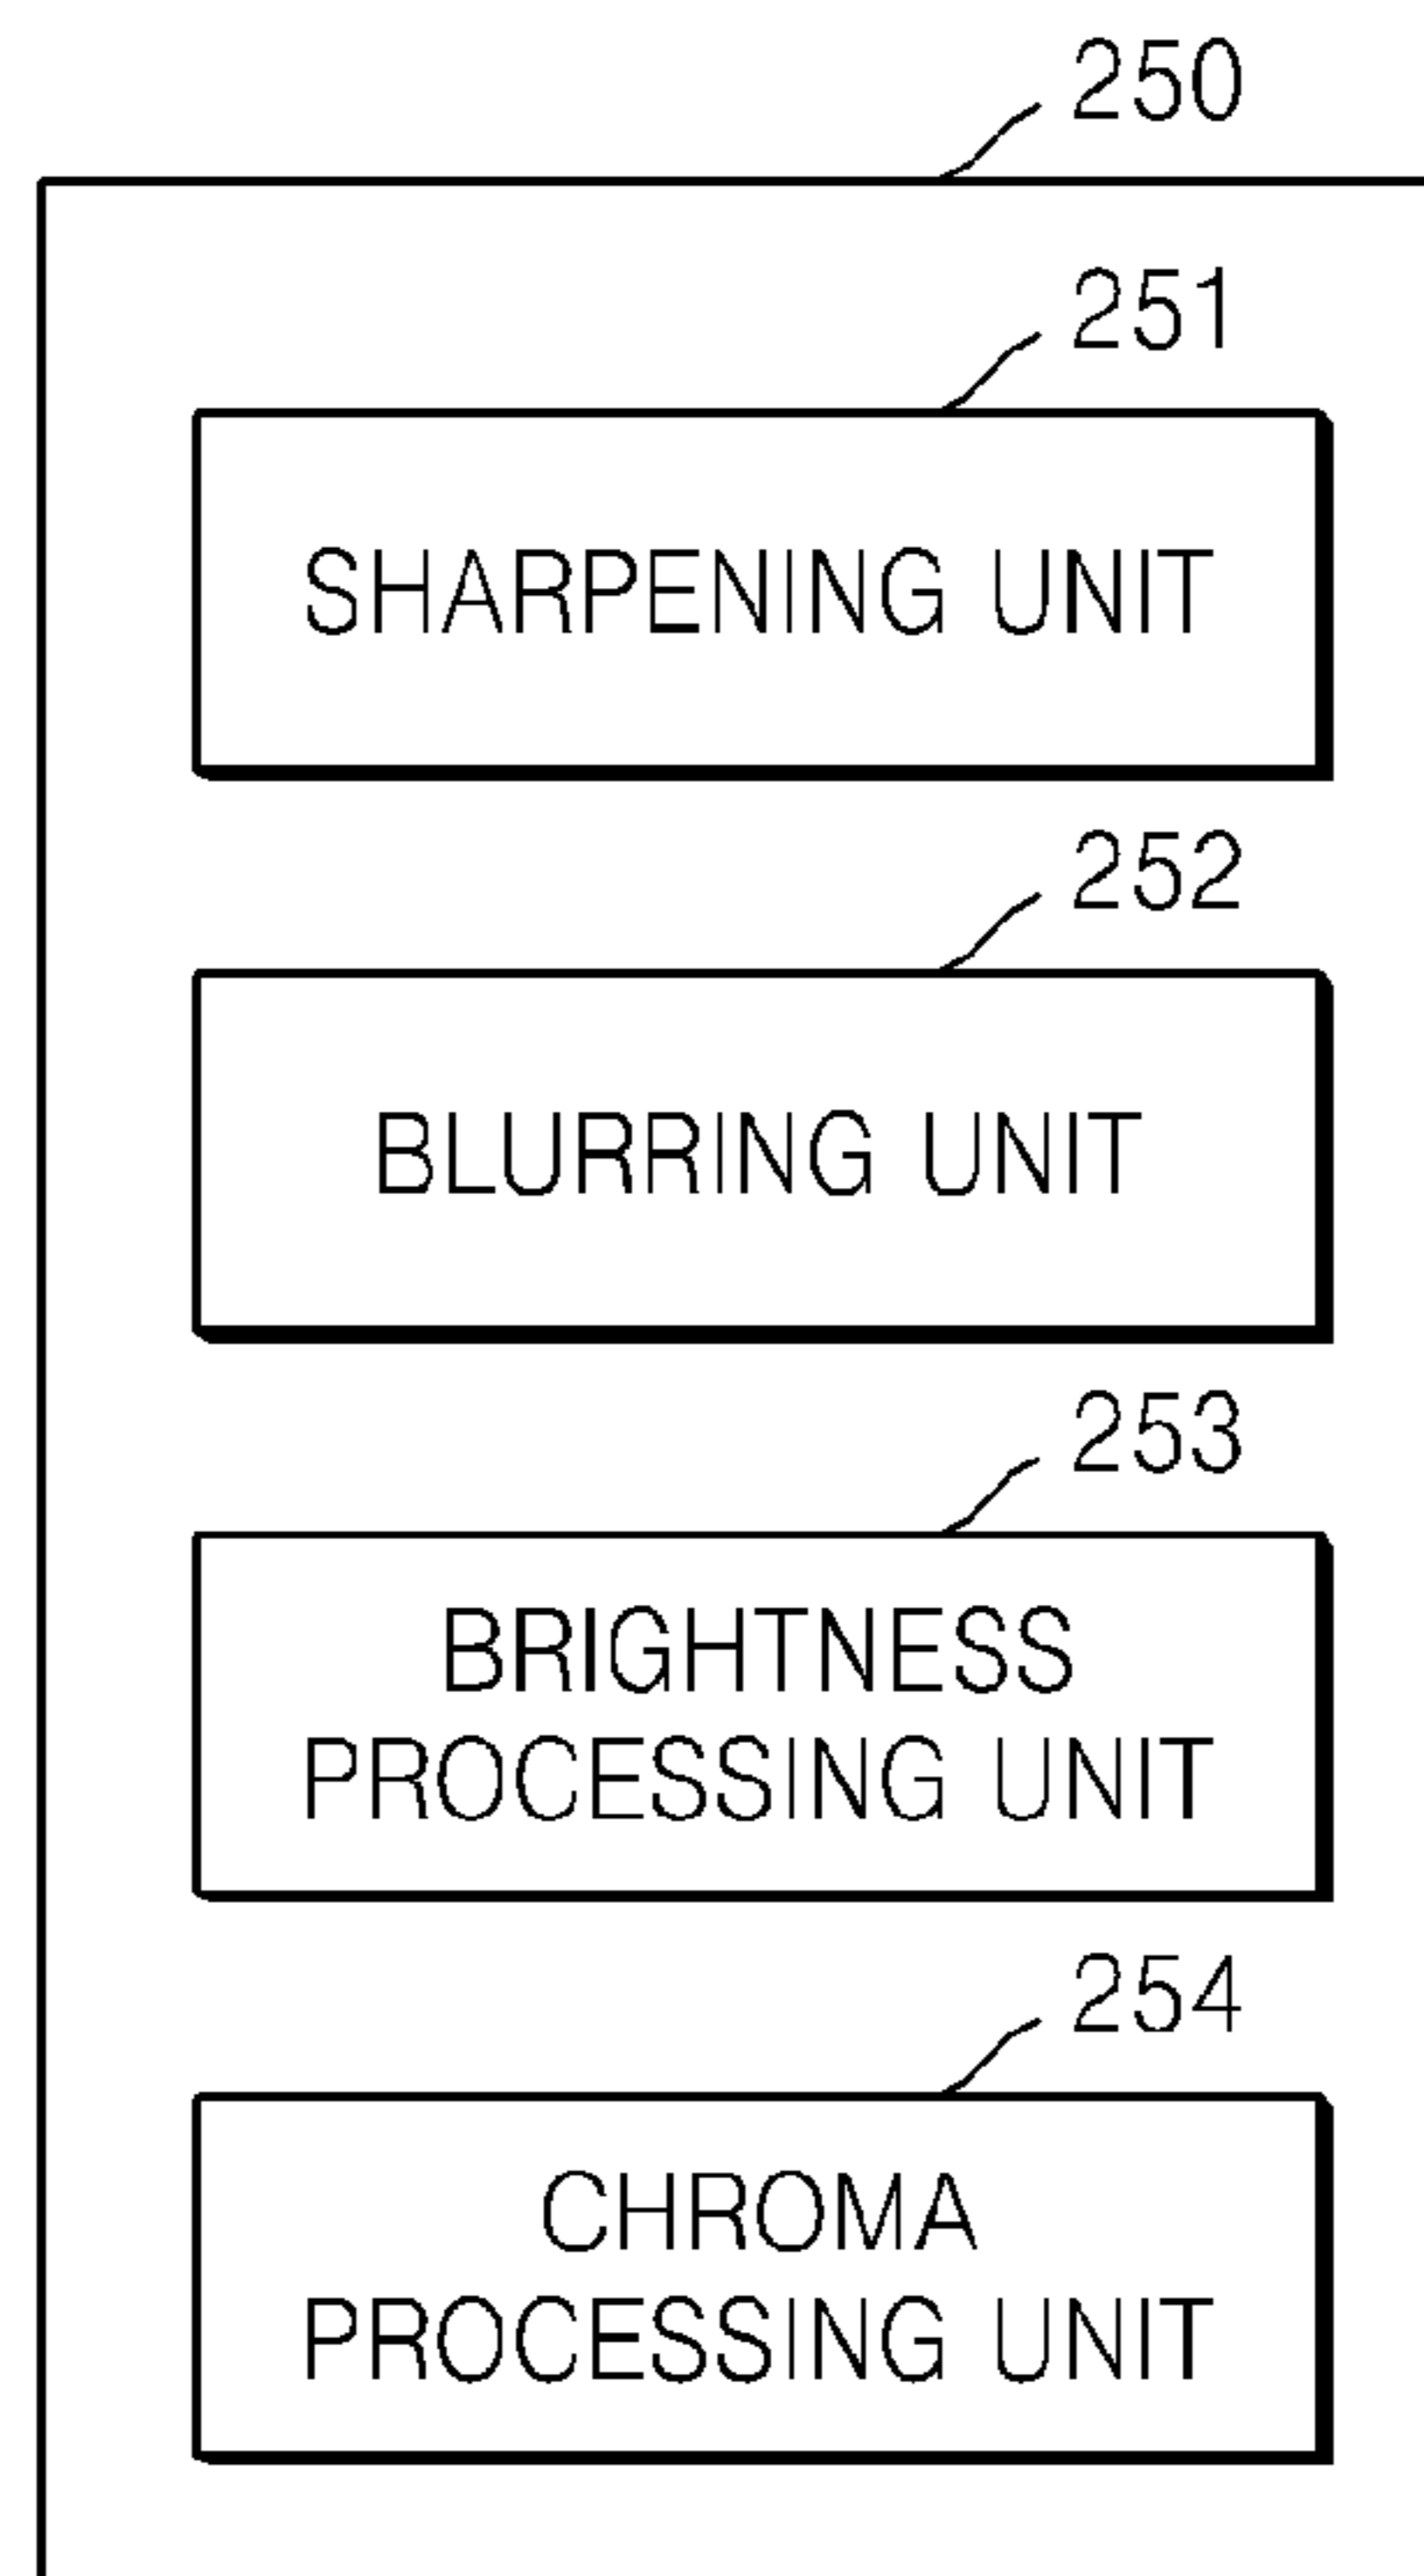 250
251
SHARPENING UNIT
252
BLURRING UNIT
253
BRIGHTNESS
PROCESSING UNIT
254
CHROMA
PROCESSING UNIT